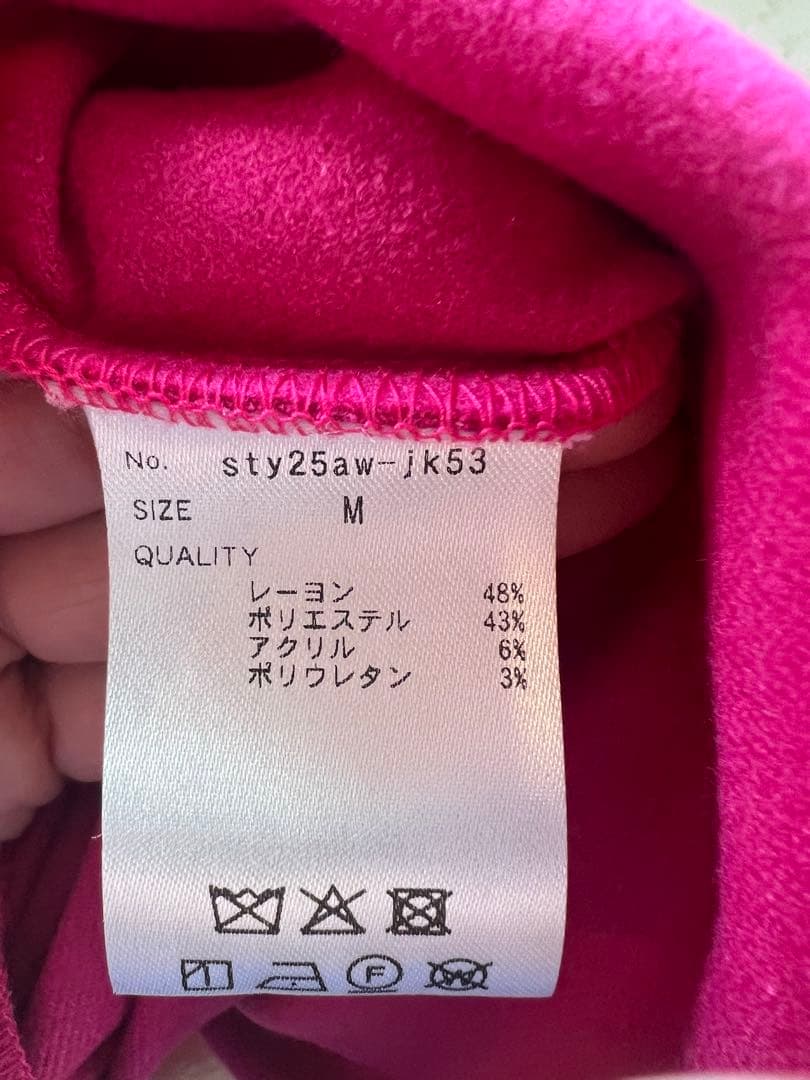 No. sty25aw-jk53
SIZE M
QUALITY
レーヨン 48%
ポリエステル 43%
アクリル 6%
ポリウレタン 3%
F W